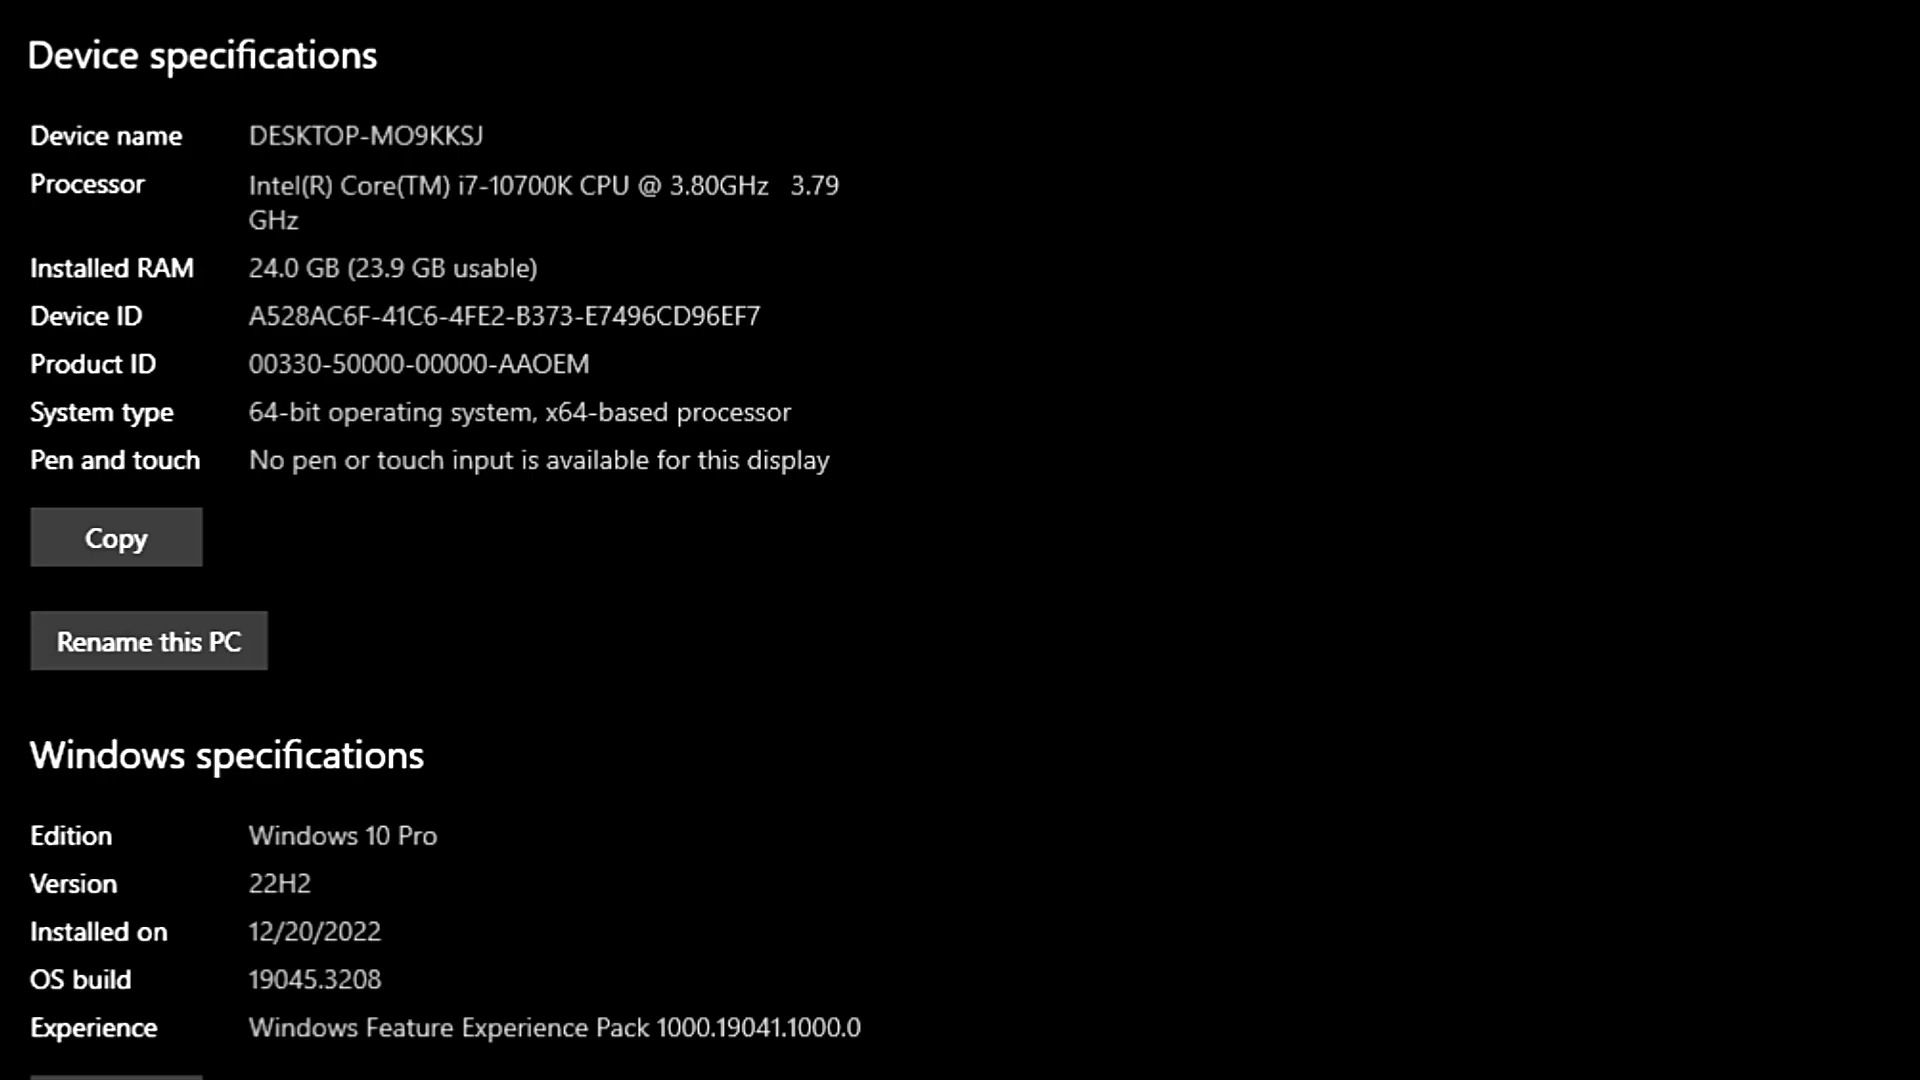 Device specifications
Device name DESKTOP-MO9KKSJ
Processor Intel(R) Core(TM) i7-10700K CPU @ 3.80GHz 3.79
GHz
Installed RAM 24.0 GB (23.9 GB usable)
Device ID A528AC6F-41C6-4FE2-B373-E7496CD96EF7
Product ID 00330-50000-00000-AAOEM
System type 64-bit operating system, x64-based processor
Pen and touch No pen or touch input is available for this display
Copy
Rename this PC
Windows specifications
Edition Windows 10 Pro
Version 22H2
Installed on 12/20/2022
OS build 19045.3208
Experience Windows Feature Experience Pack 1000.19041.1000.0